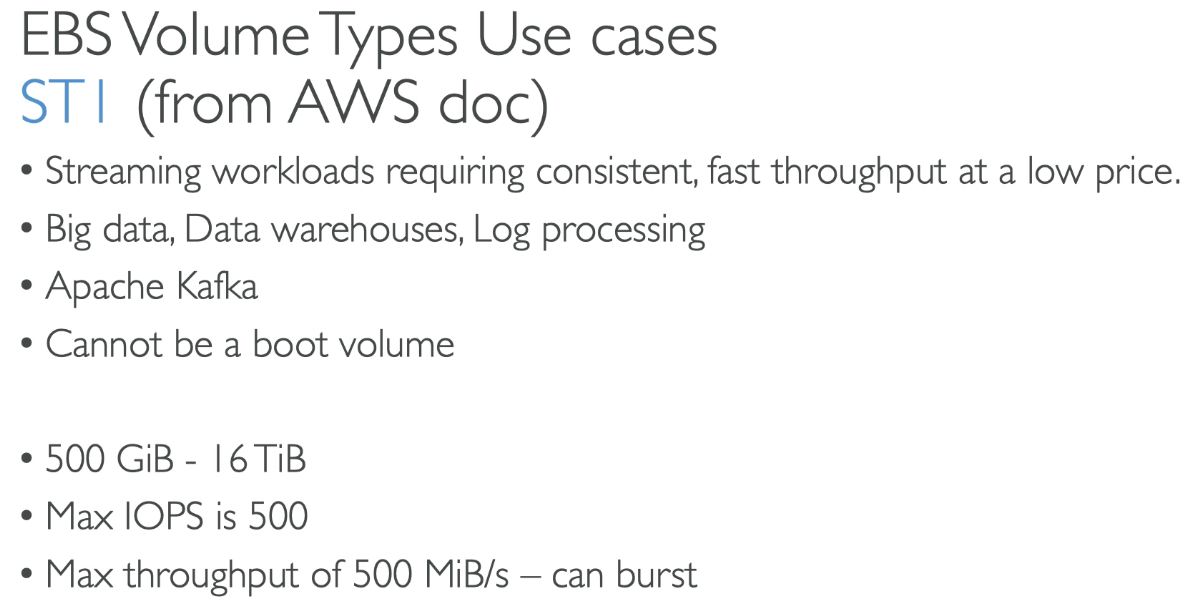 EBS Volume Types Use cases
ST1 (from AWS doc)
• Streaming workloads requiring consistent, fast throughput at a low price.
• Big data, Data warehouses, Log processing
• Apache Kafka
• Cannot be a boot volume
• 500 GiB - 16 TiB
• Max IOPS is 500
• Max throughput of 500 MiB/s – can burst